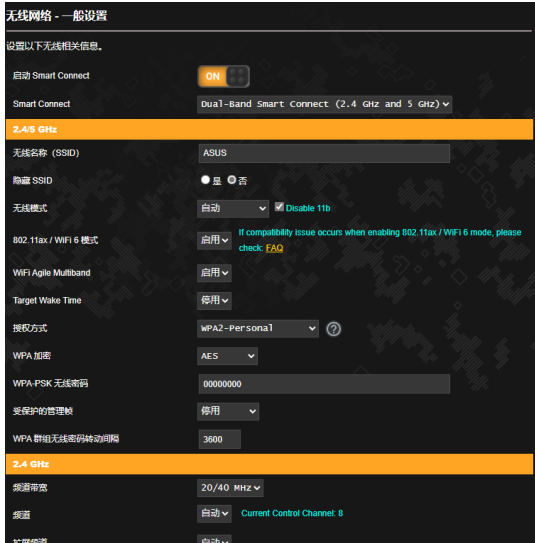 无线网络 - 一般设置
设置以下无线相关信息。
启动 Smart Connect
ON
Smart Connect
Dual-Band Smart Connect (2.4 GHz and 5 GHz)
2.4/5 GHz
无线名称（SSID）
ASUS
隐藏 SSID
是 否
无线模式
自动
Disable 11b
802.11ax / WiFi 6 模式
启用
If compatibility issue occurs when enabling 802.11ax / WiFi 6 mode, please
check: FAQ
WiFi Agile Multiband
启用
Target Wake Time
停用
授权方式
WPA2-Personal
?
WPA 加密
AES
WPA-PSK 无线密码
00000000
受保护的管理帧
停用
WPA 群组无线密码转动间隔
3600
2.4 GHz
频道带宽
20/40 MHz
频道
自动
Current Control Channel: 8
扩展频道
自动